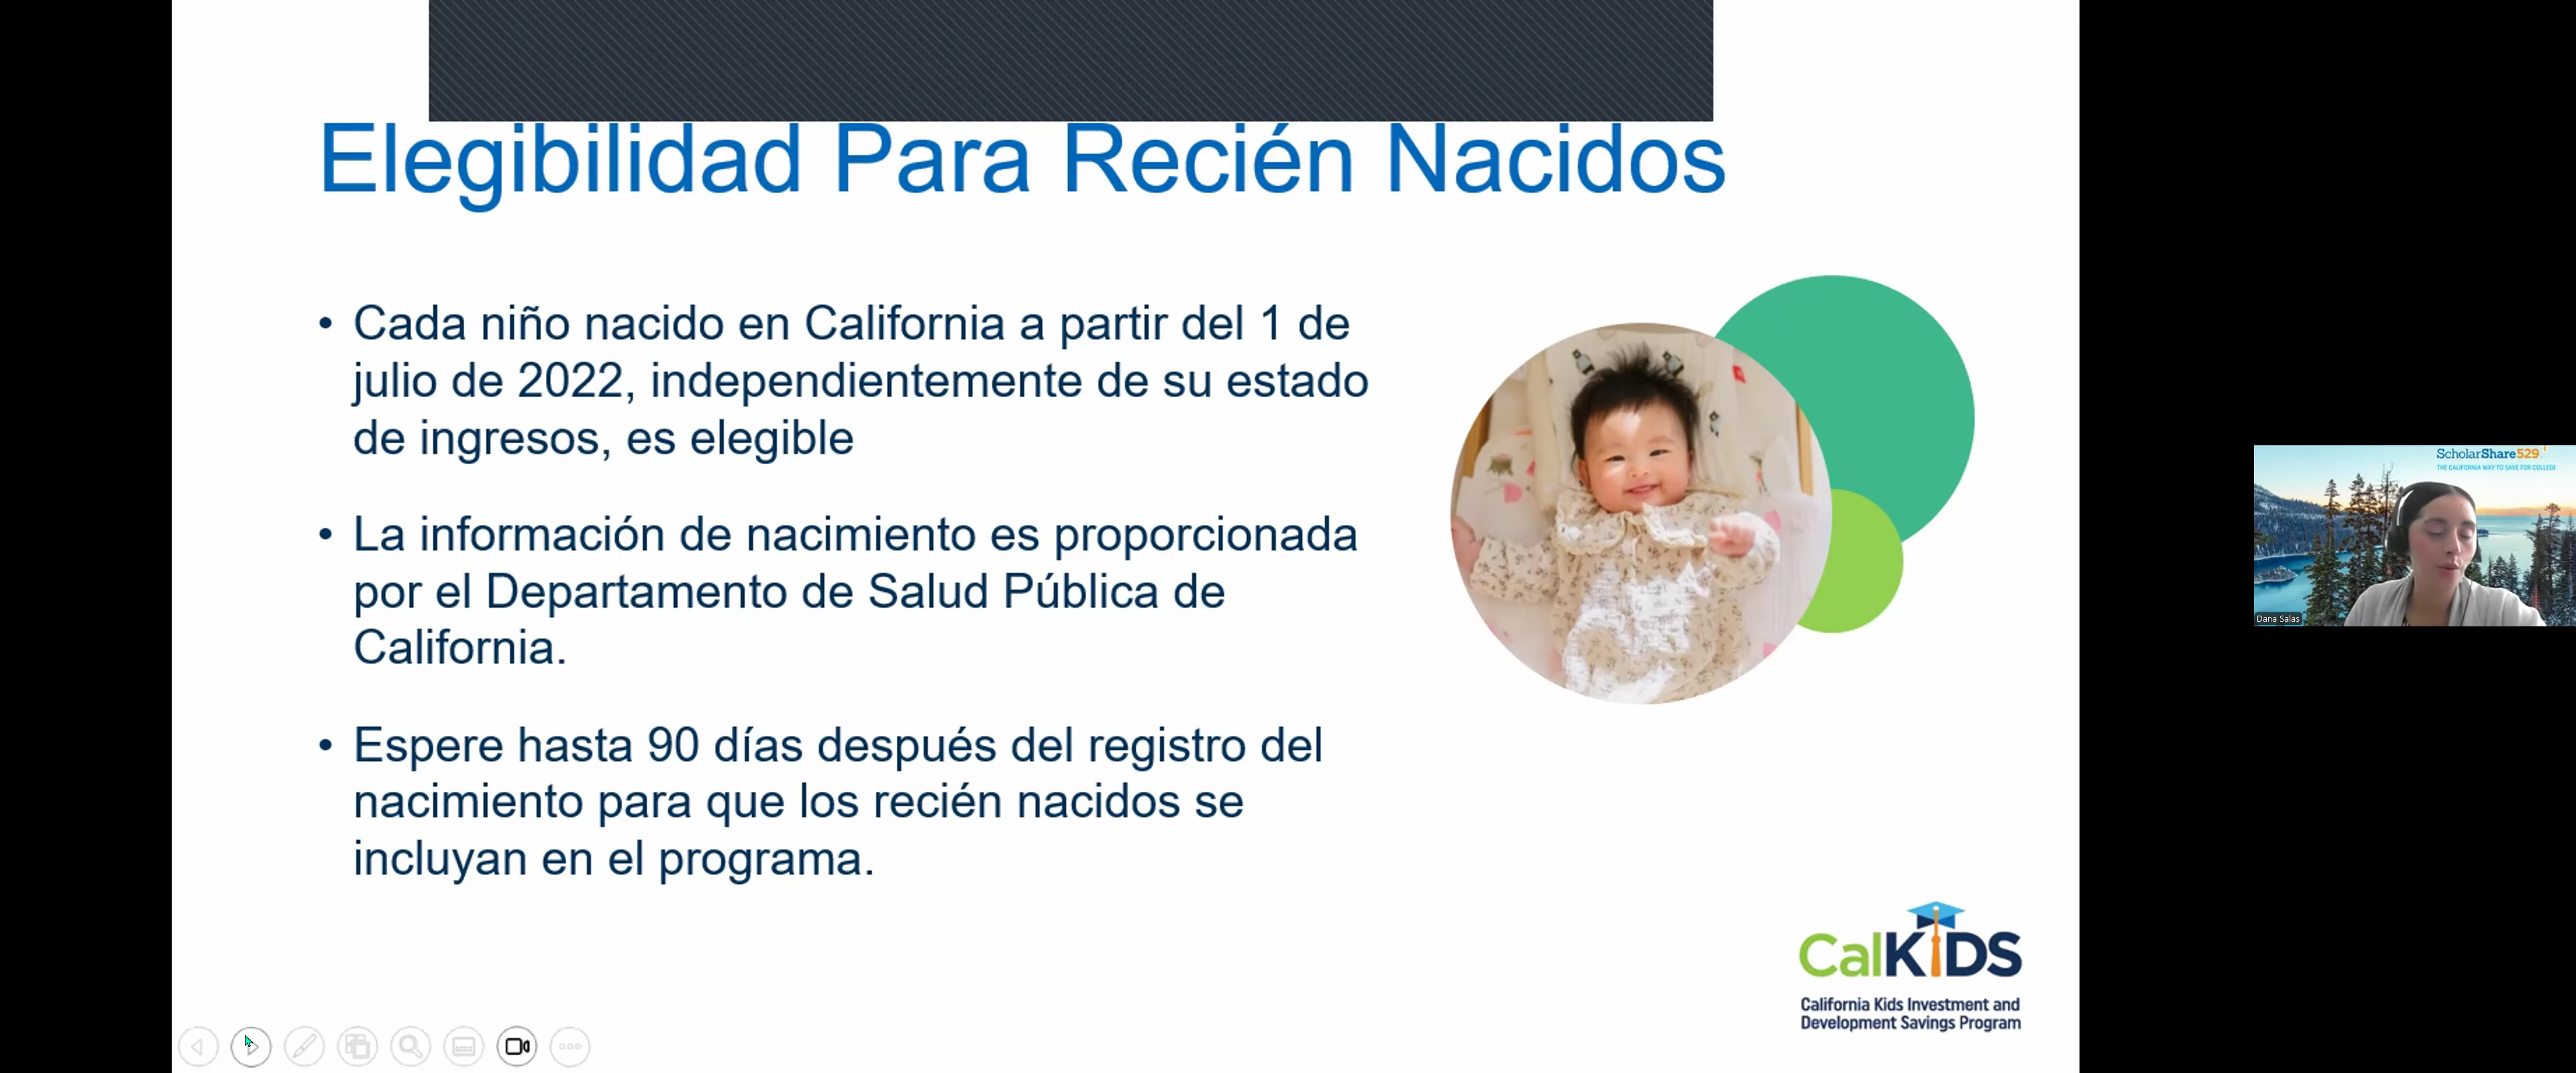 Elegibilidad Para Recién Nacidos
• Cada niño nacido en California a partir del 1 de
julio de 2022, independientemente de su estado
de ingresos, es elegible
• La información de nacimiento es proporcionada
por el Departamento de Salud Pública de
California.
• Espere hasta 90 días después del registro del
nacimiento para que los recién nacidos se
incluyan en el programa.
CalKIDS
California Kids Investment and
Development Savings Program
ScholarShare529
THE CALIFORNIA WAY TO SAVE FOR COLLEGE
Dana Salas